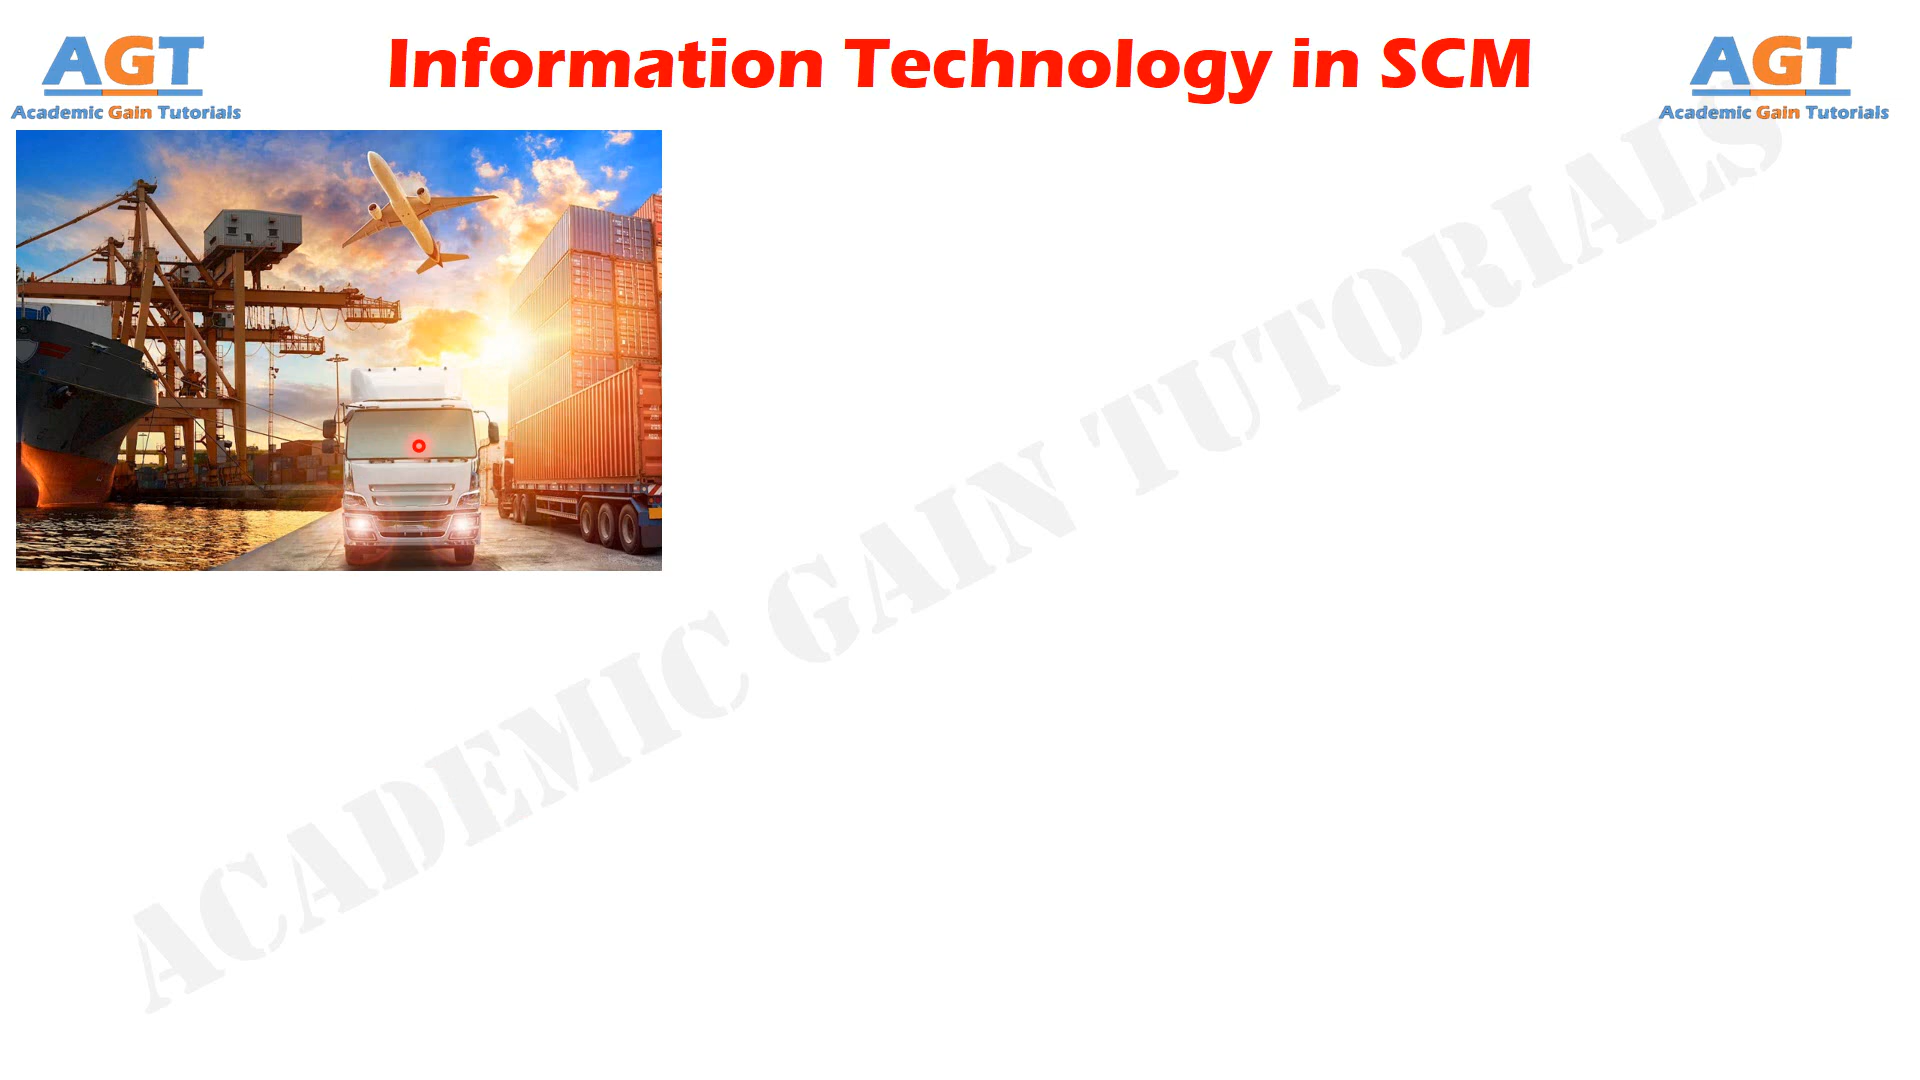 AGT
Academic Gain Tutorials
Information Technology in SCM
AGT
Academic Gain Tutorials
ACADEMIC GAIN TUTORIALS